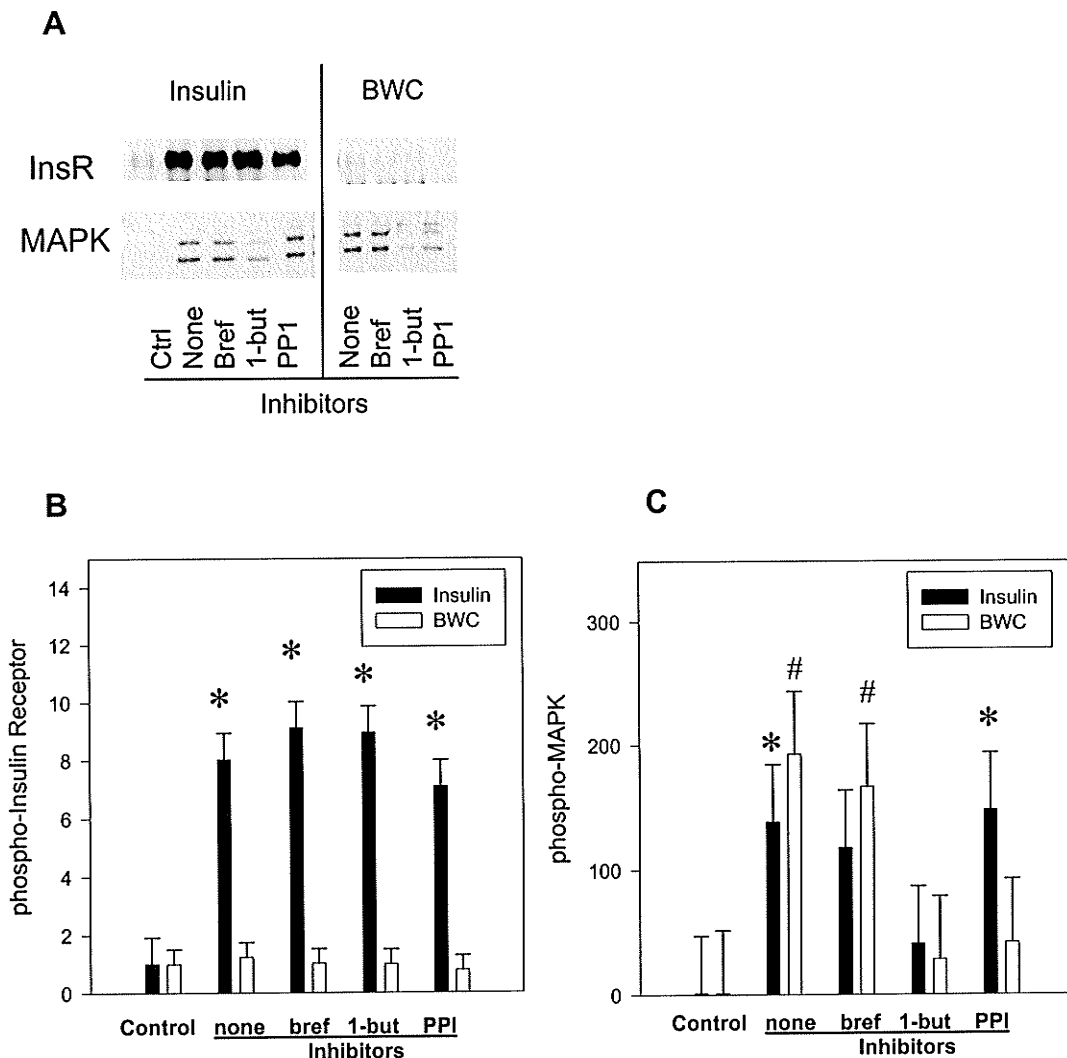 A
Insulin BWC
InsR
MAPK
Ctrl
None
Bref
1-but
PP1
None
Bref
1-but
PP1
Inhibitors
B
phospho-Insulin Receptor
14
12
10
8
6
4
2
0
Insulin
BWC
* * * *
Control none bref 1-but PPI
Inhibitors
C
phospho-MAPK
300
200
100
0
Insulin
BWC
* # # *
Control none bref 1-but PPI
Inhibitors